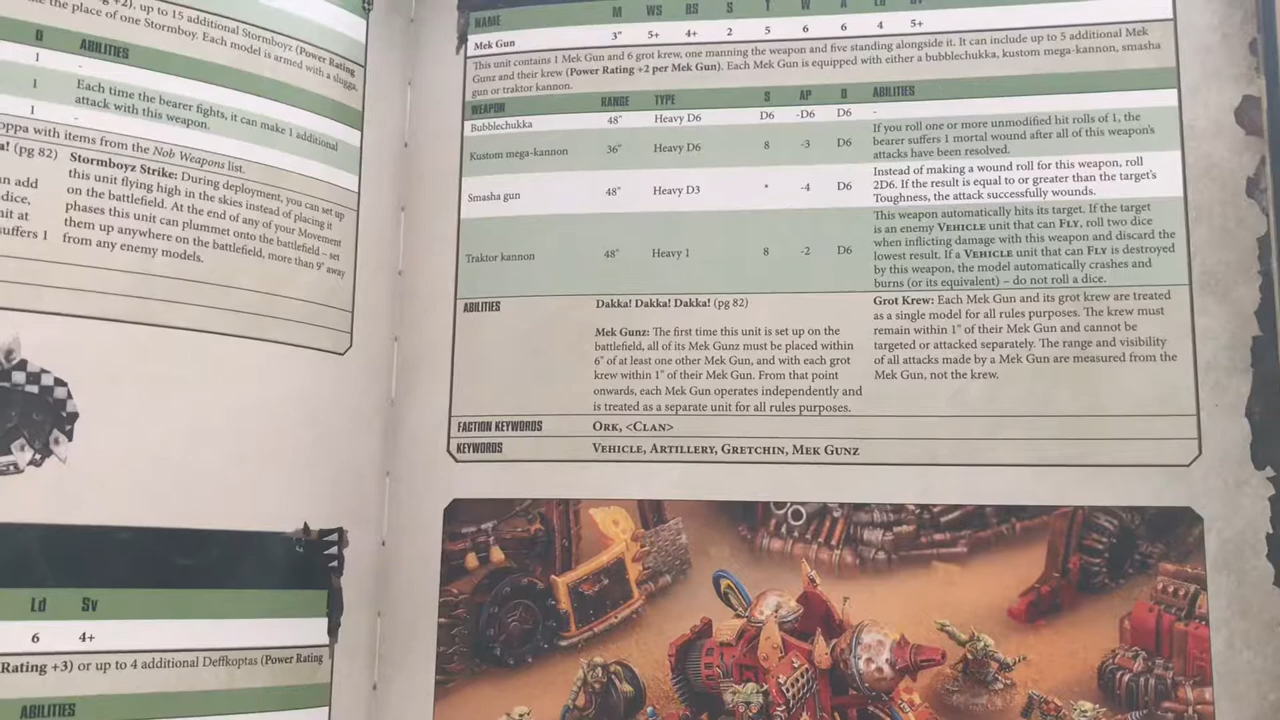 +2), up to 15 additional Stormboyz (Power Rating
the place of one Stormboy. Each model is armed with a slugga,
D ABILITIES
1 -
1 Each time the bearer fights, it can make 1 additional
attack with this weapon.
1 -
oppa with items from the Nob Weapons list.
a! (pg 82)
an add
dice,
nit at
suffers 1
Stormboyz Strike: During deployment, you can set up
this unit flying high in the skies instead of placing it
on the battlefield. At the end of any of your Movement
phases this unit can plummet onto the battlefield – set
them up anywhere on the battlefield, more than 9" away
from any enemy models.
Ld Sv
6 4+
Rating +3) or up to 4 additional Deffkoptas (Power Rating
ABILITIES
NAME M WS BS S T W A Ld Sv
Mek Gun 3" 5+ 4+ 2 5 6 6 4 5+
This unit contains 1 Mek Gun and 6 grot krew, one manning the weapon and five standing alongside it. It can include up to 5 additional Mek
Gunz and their krew (Power Rating +2 per Mek Gun). Each Mek Gun is equipped with either a bubblechukka, kustom mega-kannon, smasha
gun or traktor kannon.
WEAPON RANGE TYPE S AP D ABILITIES
Bubblechukka 48" Heavy D6 D6 -D6 D6 -
Kustom mega-kannon 36" Heavy D6 8 -3 D6 If you roll one or more unmodified hit rolls of 1, the
bearer suffers 1 mortal wound after all of this weapon's
attacks have been resolved.
Smasha gun 48" Heavy D3 * -4 D6 Instead of making a wound roll for this weapon, roll
2D6. If the result is equal to or greater than the target's
Toughness, the attack successfully wounds.
Traktor kannon 48" Heavy 1 8 -2 D6 This weapon automatically hits its target. If the target
is an enemy VEHICLE unit that can FLY, roll two dice
when inflicting damage with this weapon and discard the
lowest result. If a VEHICLE unit that can FLY is destroyed
by this weapon, the model automatically crashes and
burns (or its equivalent) – do not roll a dice.
ABILITIES
Dakka! Dakka! Dakka! (pg 82)
Mek Gunz: The first time this unit is set up on the
battlefield, all of its Mek Gunz must be placed within
6" of at least one other Mek Gun, and with each grot
krew within 1" of their Mek Gun. From that point
onwards, each Mek Gun operates independently and
is treated as a separate unit for all rules purposes.
Grot Krew: Each Mek Gun and its grot krew are treated
as a single model for all rules purposes. The krew must
remain within 1" of their Mek Gun and cannot be
targeted or attacked separately. The range and visibility
of all attacks made by a Mek Gun are measured from the
Mek Gun, not the krew.
FACTION KEYWORDS ORK, <CLAN>
KEYWORDS VEHICLE, ARTILLERY, GRETCHIN, MEK GUNZ